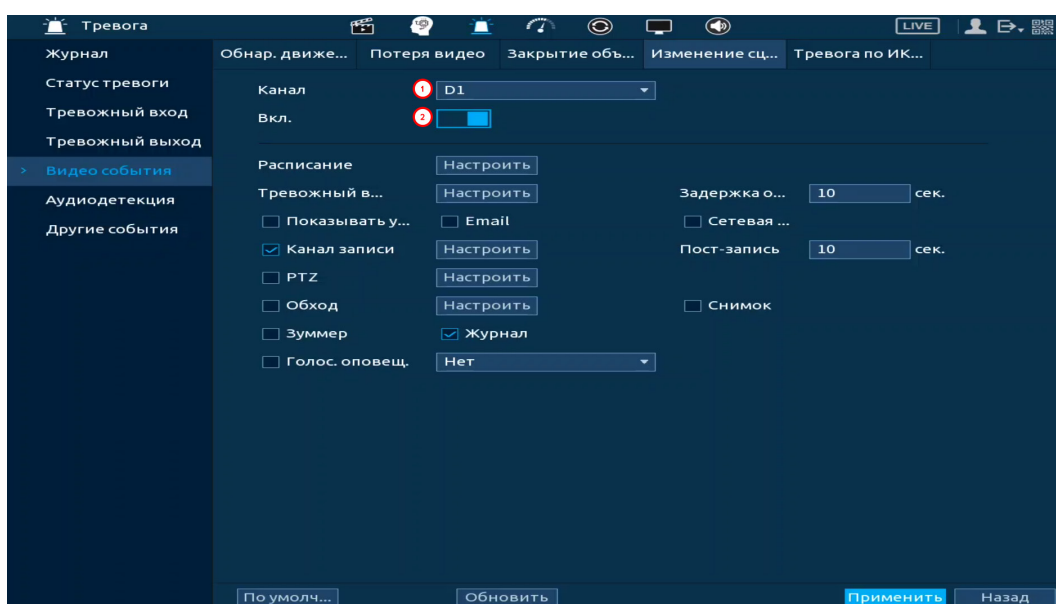 Тревога LIVE
Журнал
Статус тревоги
Тревожный вход
Тревожный выход
> Видео события
Аудиодетекция
Другие события
Обнар. движе... Потеря видео Закрытие объ... Изменение сц... Тревога по ИК...
Канал 1 D1
Вкл. 2
Расписание Настроить
Тревожный в... Настроить Задержка о... 10 сек.
Показывать у... Email Сетевая ...
Канал записи Настроить Пост-запись 10 сек.
PTZ Настроить
Обход Настроить Снимок
Зуммер Журнал
Голос. оповещ. Нет
По умолч... Обновить Применить Назад